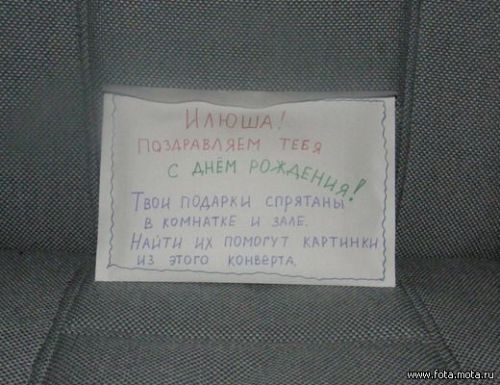 Илюша!
Поздравляем тебя
с днём рождения!
Твои подарки спрятаны
в комнатке и зале.
Найти их помогут картинки
из этого конверта.
www.fota.mota.ru